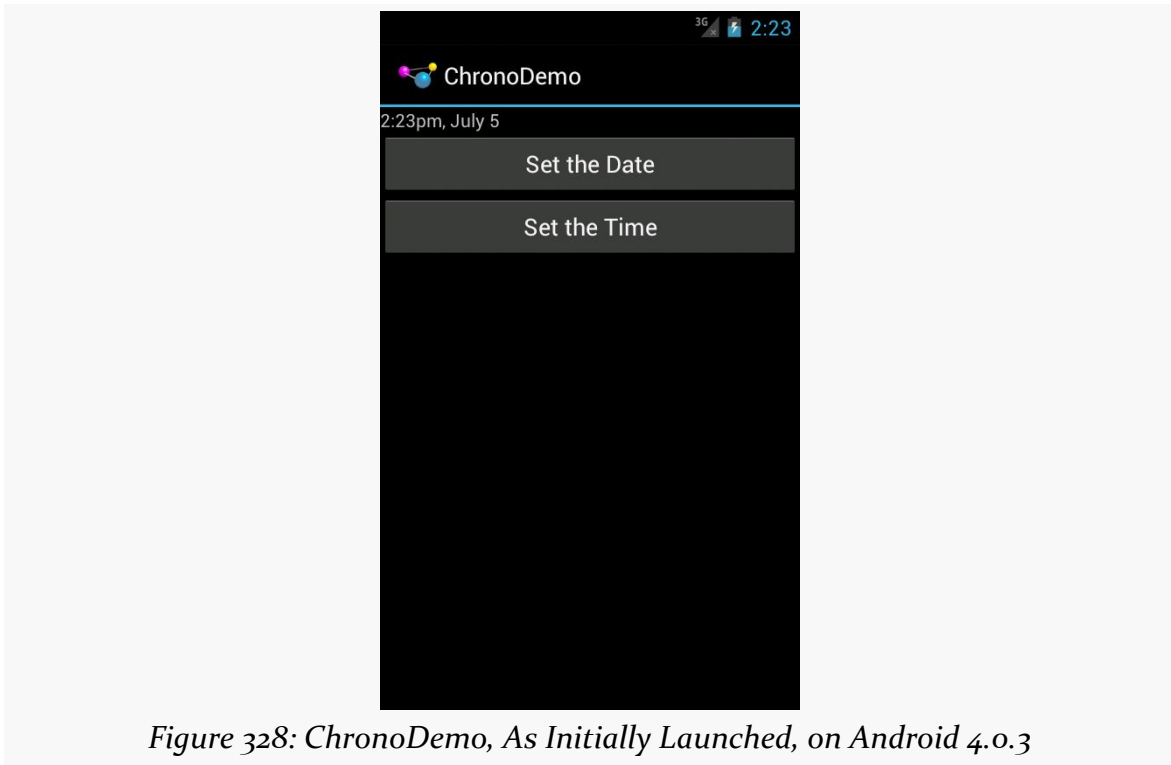 3G 2:23
ChronoDemo
2:23pm, July 5
Set the Date
Set the Time
Figure 328: ChronoDemo, As Initially Launched, on Android 4.0.3